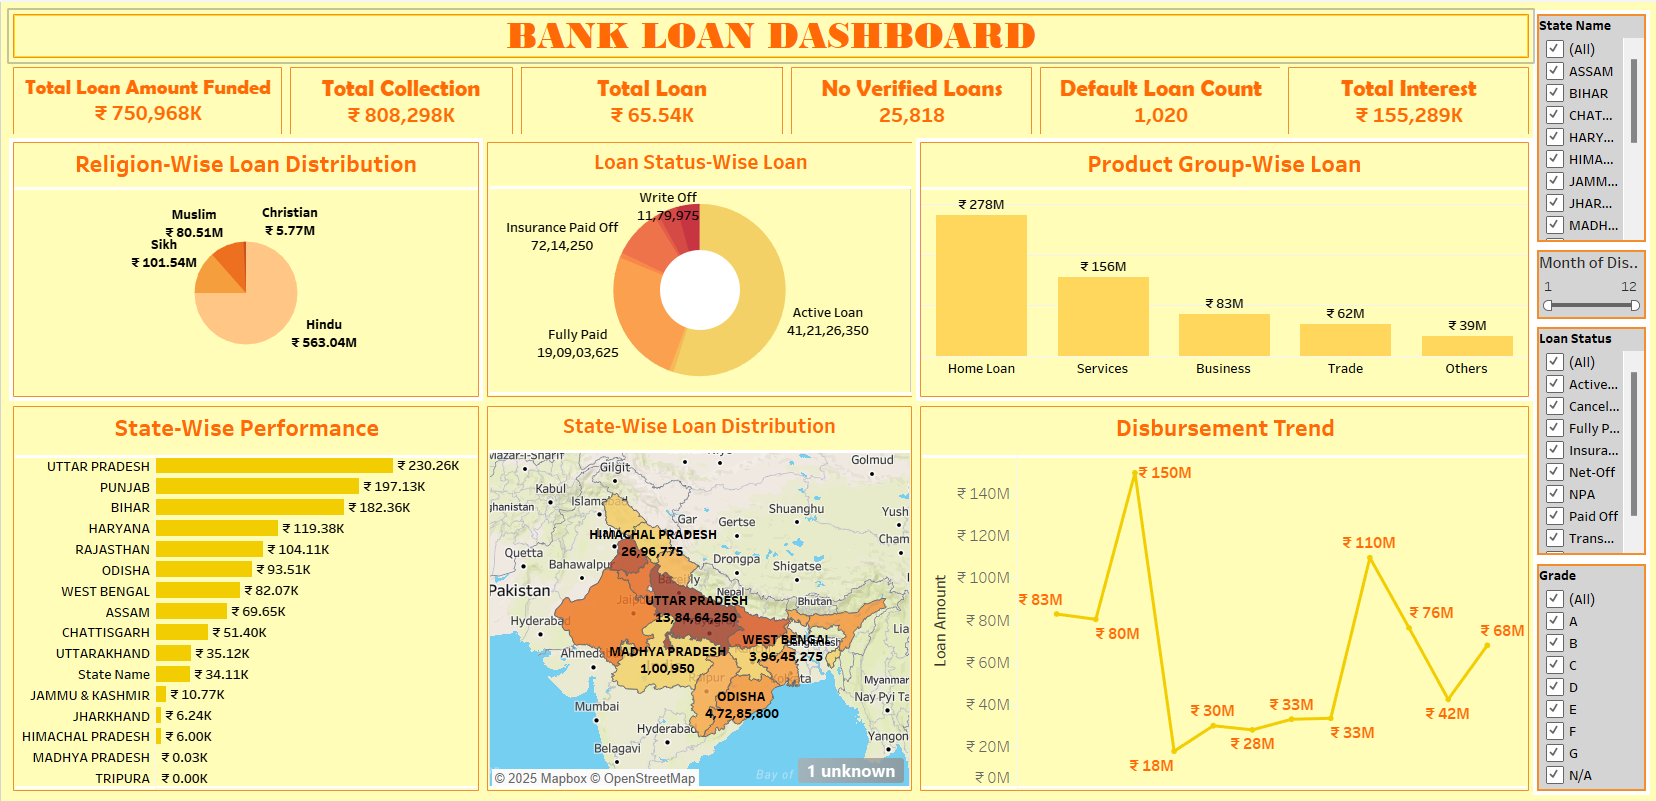 BANK LOAN DASHBOARD
Total Loan Amount Funded
₹ 750,968K
Total Collection
₹ 808,298K
Total Loan
₹ 65.54K
No Verified Loans
25,818
Default Loan Count
1,020
Total Interest
₹ 155,289K
Religion-Wise Loan Distribution
Muslim
₹ 80.51M
Christian
₹ 5.77M
Sikh
₹ 101.54M
Hindu
₹ 563.04M
Loan Status-Wise Loan
Write Off
11,79,975
Insurance Paid Off
72,14,250
Active Loan
41,21,26,350
Fully Paid
19,09,03,625
Product Group-Wise Loan
₹ 278M
₹ 156M
₹ 83M
₹ 62M
₹ 39M
Home Loan
Services
Business
Trade
Others
State-Wise Performance
UTTAR PRADESH ₹ 230.26K
PUNJAB ₹ 197.13K
BIHAR ₹ 182.36K
HARYANA ₹ 119.38K
RAJASTHAN ₹ 104.11K
ODISHA ₹ 93.51K
WEST BENGAL ₹ 82.07K
ASSAM ₹ 69.65K
CHATTISGARH ₹ 51.40K
UTTARAKHAND ₹ 35.12K
State Name ₹ 34.11K
JAMMU & KASHMIR ₹ 10.77K
JHARKHAND ₹ 6.24K
HIMACHAL PRADESH ₹ 6.00K
MADHYA PRADESH ₹ 0.03K
TRIPURA ₹ 0.00K
State-Wise Loan Distribution
Golmud
Gilgit
Kabul
Shuanghu
Yush
Gar
Gertse
Cham
HIMACHAL PRADESH
26,96,775
Quetta
Drongpa
Bahawalpur
Shigatse
Pakistan
Nepal
Bhutan
UTTAR PRADESH
13,84,64,250
Hyderabad
WEST BENGAL
3,96,45,275
MADHYA PRADESH
1,00,950
Myanmar
Nay Pyi Ta
ODISHA
4,72,85,800
Mumbai
Hyderabad
Yangon
Belagavi
Bay of
1 unknown
© 2025 Mapbox © OpenStreetMap
Disbursement Trend
Loan Amount
₹ 140M
₹ 120M
₹ 100M
₹ 80M
₹ 60M
₹ 40M
₹ 20M
₹ 0M
₹ 83M
₹ 80M
₹ 150M
₹ 18M
₹ 30M
₹ 28M
₹ 33M
₹ 33M
₹ 110M
₹ 76M
₹ 42M
₹ 68M
State Name
(All)
ASSAM
BIHAR
CHAT...
HARY...
HIMA...
JAMM...
JHAR...
MADH...
Month of Dis..
1 12
Loan Status
(All)
Active...
Cancel...
Fully P...
Insura...
Net-Off
NPA
Paid Off
Trans...
Grade
(All)
A
B
C
D
E
F
G
N/A